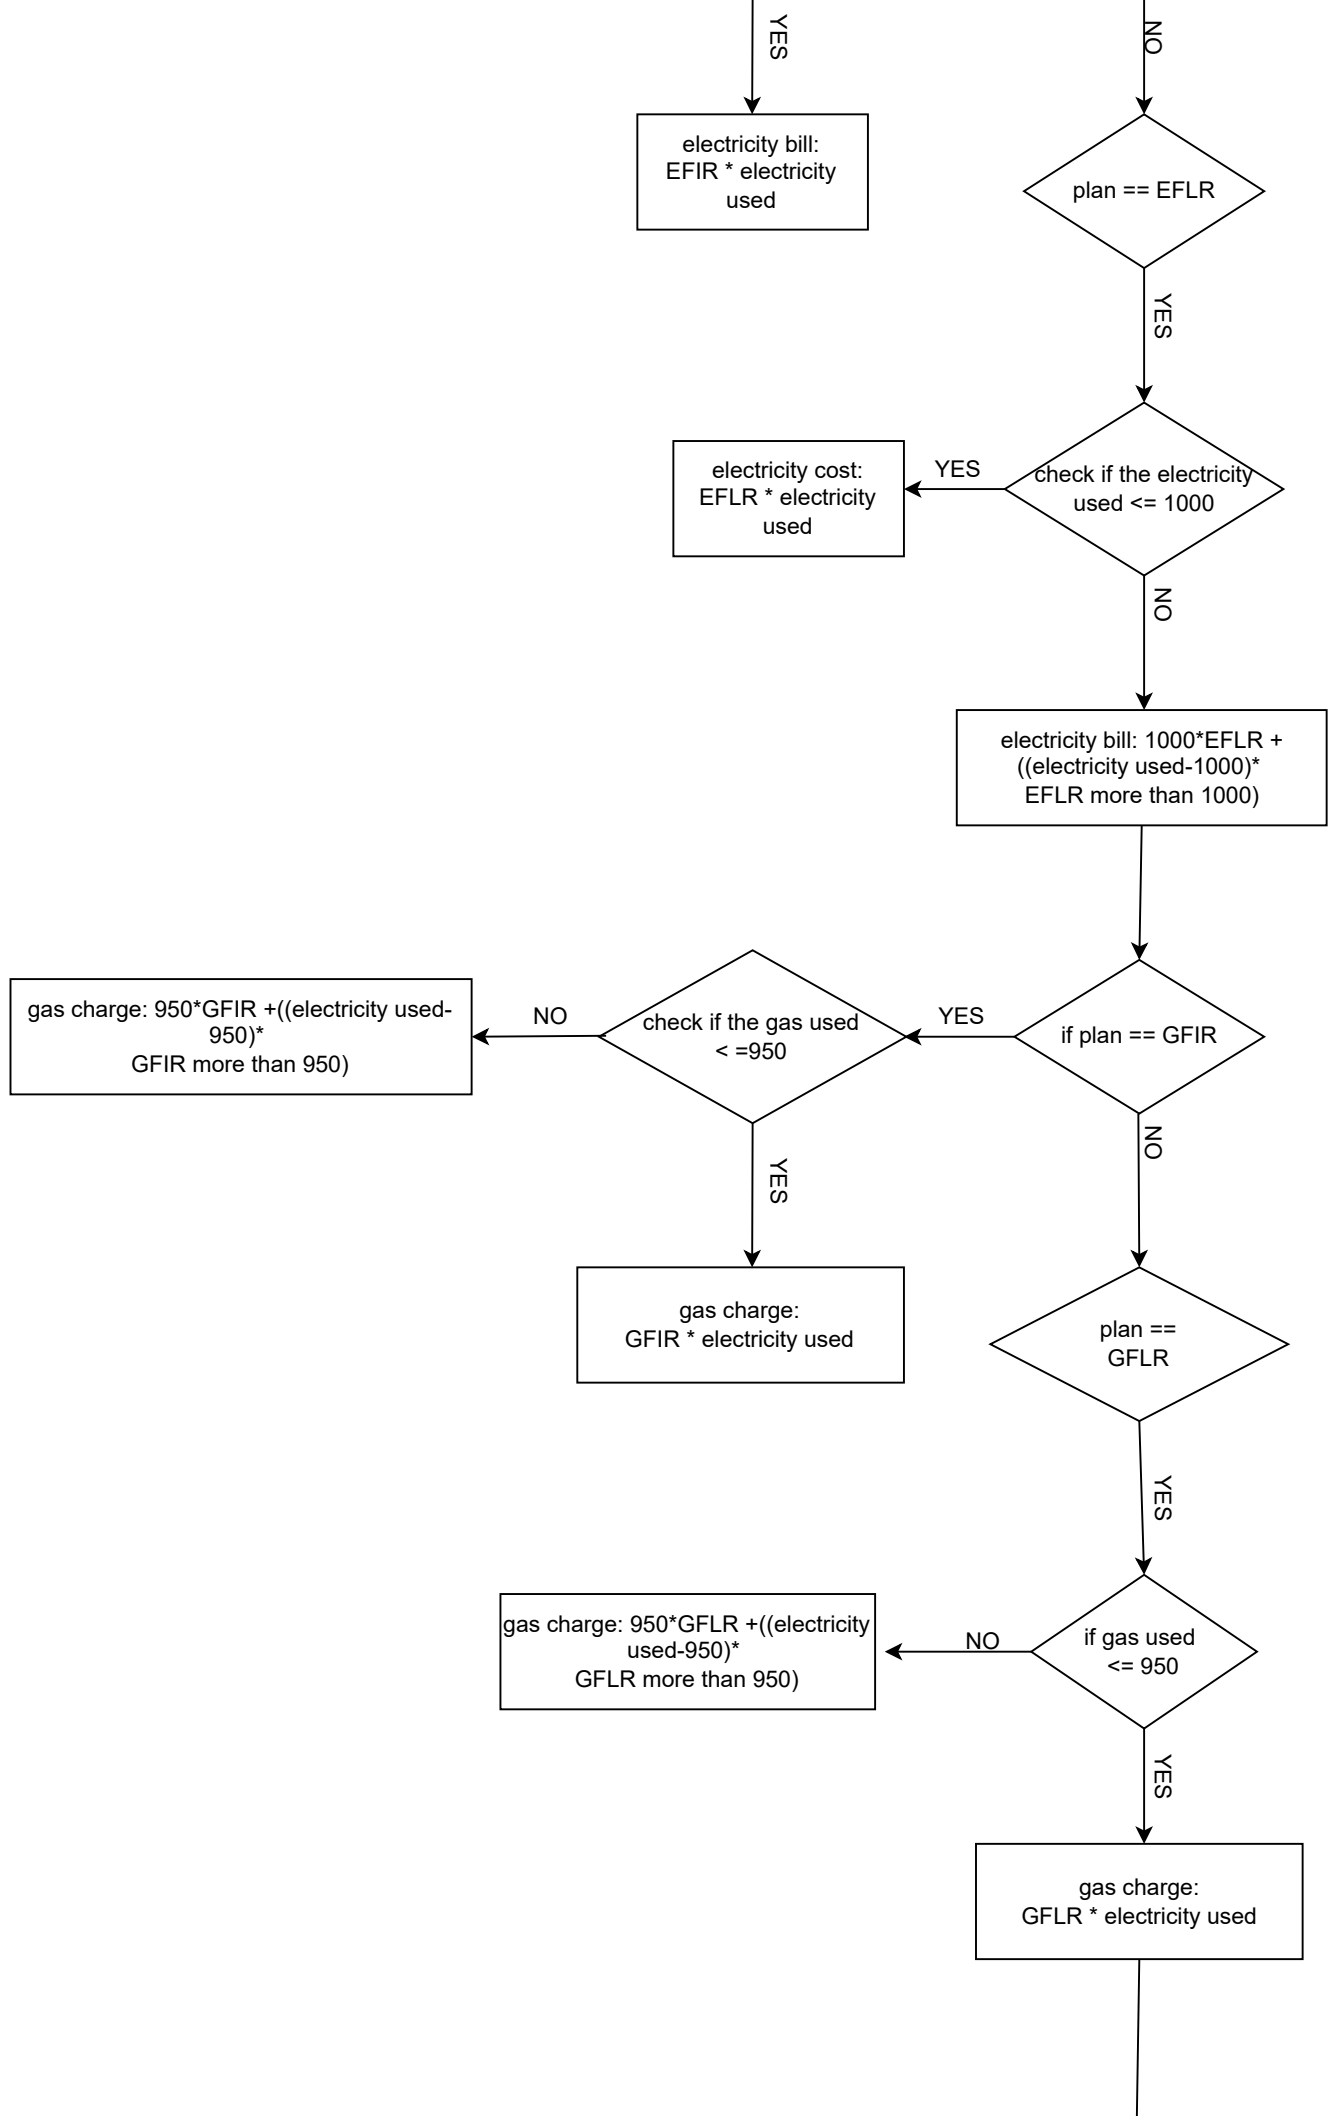 YES
NO
electricity bill:
EFIR * electricity
used
plan == EFLR
YES
electricity cost:
EFLR * electricity
used
YES
check if the electricity
used <= 1000
NO
electricity bill: 1000*EFLR +
((electricity used-1000)*
EFLR more than 1000)
gas charge: 950*GFIR +((electricity used-
950)*
GFIR more than 950)
NO
check if the gas used
< =950
YES
if plan == GFIR
YES
NO
gas charge:
GFIR * electricity used
plan ==
GFLR
YES
gas charge: 950*GFLR +((electricity
used-950)*
GFLR more than 950)
NO
if gas used
<= 950
YES
gas charge:
GFLR * electricity used